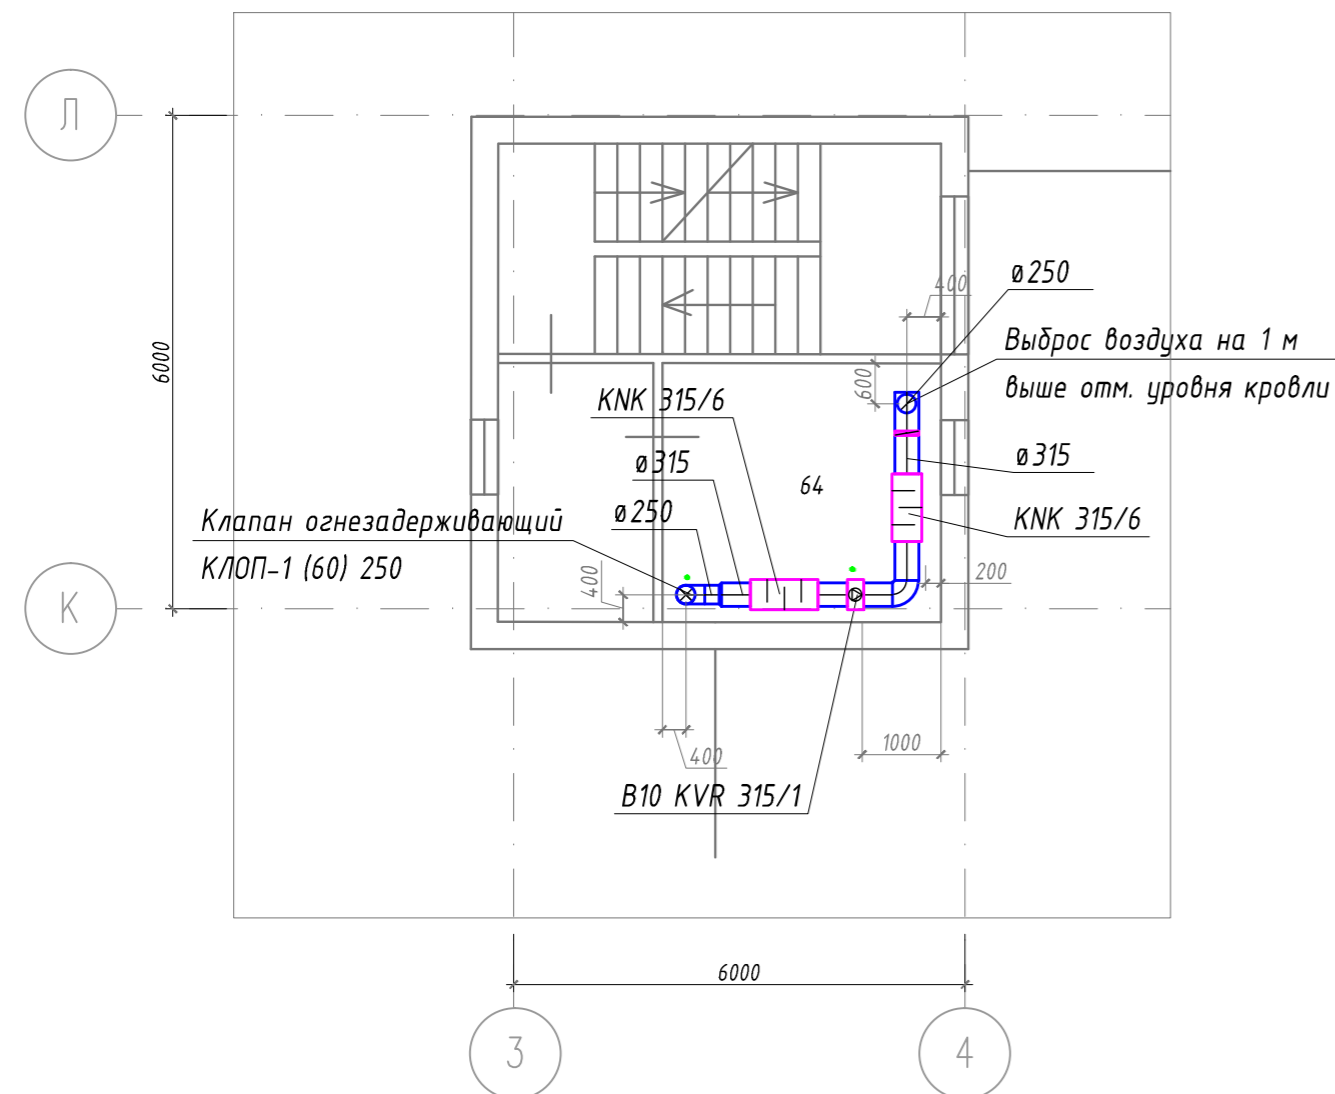 Л
400
ø250
Выброс воздуха на 1 м
выше отм. уровня кровли
6000
600
KNK 315/6
ø315
ø315
64
ø250
KNK 315/6
Клапан огнезадерживающий
КЛОП-1 (60) 250
400
200
К
1000
400
В10 KVR 315/1
6000
3
4